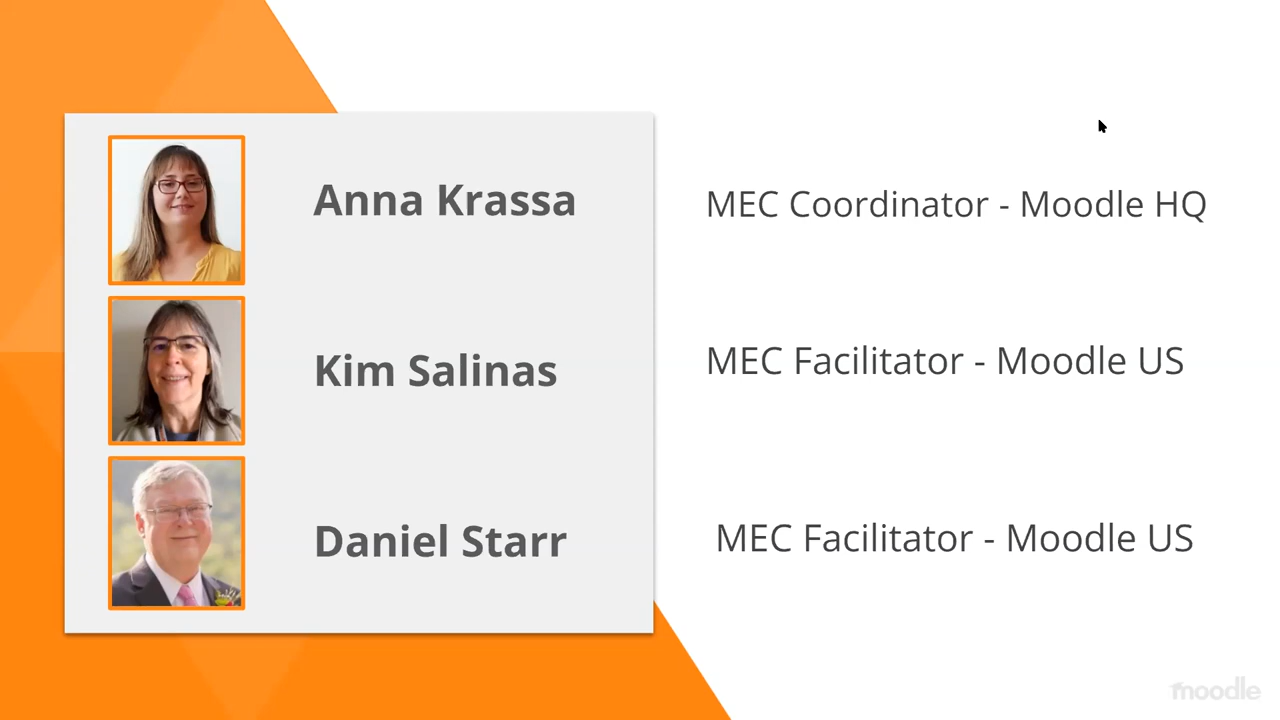 Anna Krassa
MEC Coordinator - Moodle HQ
Kim Salinas
MEC Facilitator - Moodle US
Daniel Starr
MEC Facilitator - Moodle US
moodle